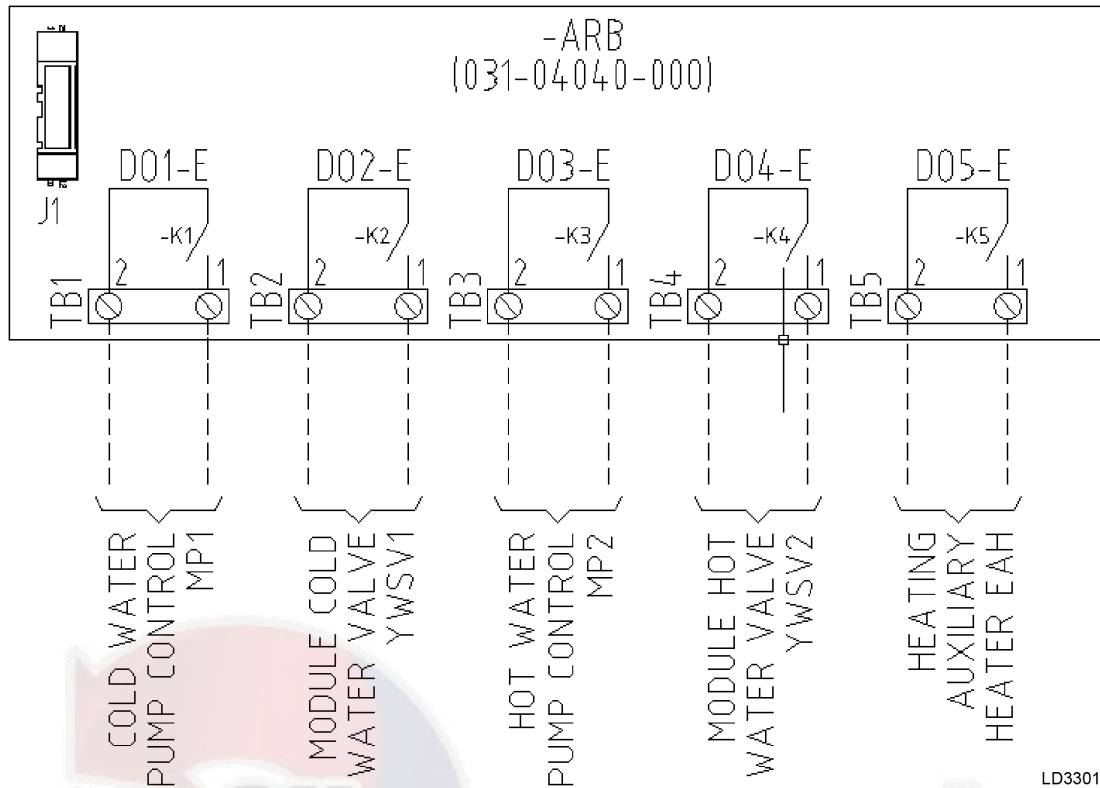 -ARB
(031-04040-000)
J1
DO1-E
DO2-E
DO3-E
DO4-E
DO5-E
-K1
-K2
-K3
-K4
-K5
TB1
2
1
TB2
2
1
TB3
2
1
TB4
2
1
TB5
2
1
COLD WATER
PUMP CONTROL
MP1
MODULE COLD
WATER VALVE
YWSV1
HOT WATER
PUMP CONTROL
MP2
MODULE HOT
WATER VALVE
YWSV2
HEATING
AUXILIARY
HEATER EAH
LD3301